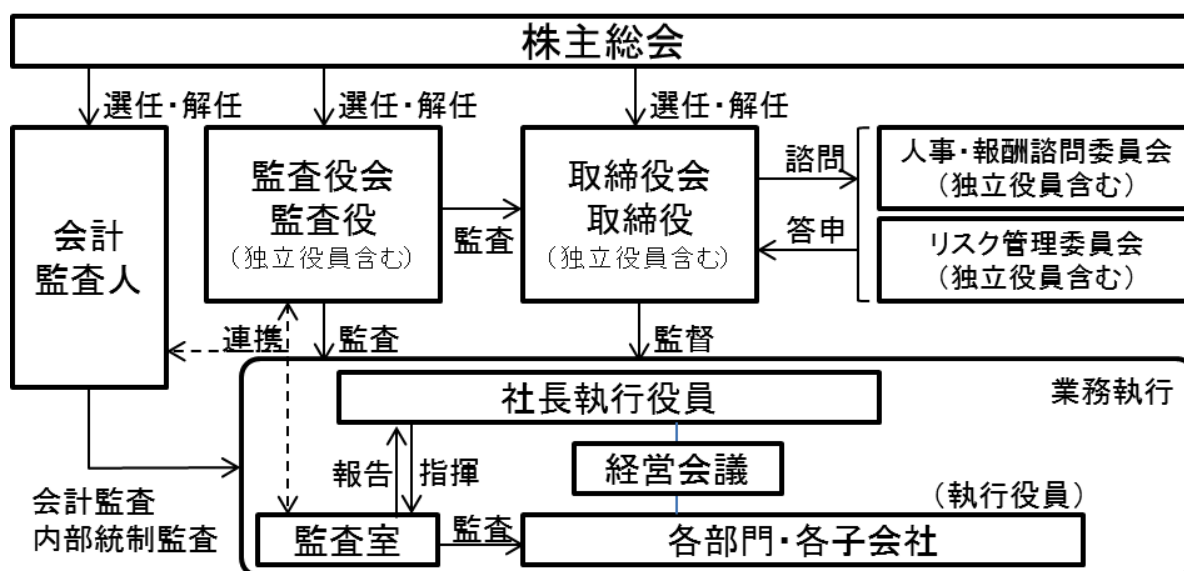 株主総会
選任・解任
選任・解任
選任・解任
会計
監査人
監査役会
監査役
(独立役員含む)
監査
取締役会
取締役
(独立役員含む)
諮問
答申
人事・報酬諮問委員会
(独立役員含む)
リスク管理委員会
(独立役員含む)
連携
監査
監督
業務執行
社長執行役員
報告
指揮
経営会議
(執行役員)
会計監査
内部統制監査
監査室
監査
各部門・各子会社